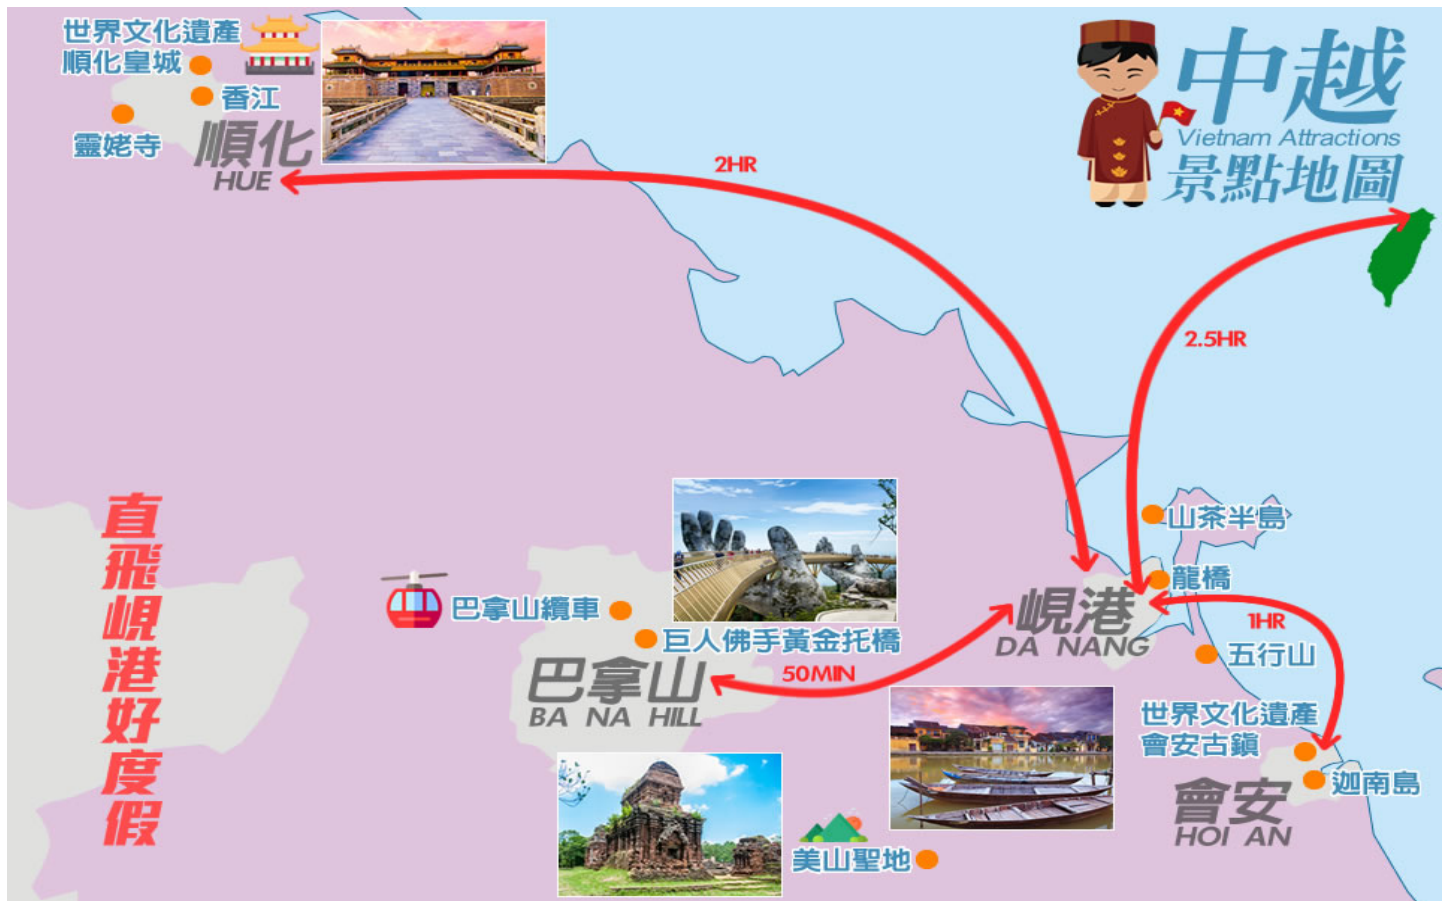 世界文化遺產
順化皇城
香江
靈姥寺
順化
HUE
中越
Vietnam Attractions
景點地圖
2HR
2.5HR
直飛峴港好度假
山茶半島
龍橋
峴港
DA NANG
1HR
五行山
巴拿山纜車
巨人佛手黃金托橋
巴拿山
BA NA HILL
50MIN
世界文化遺產
會安古鎮
迦南島
會安
HOI AN
美山聖地